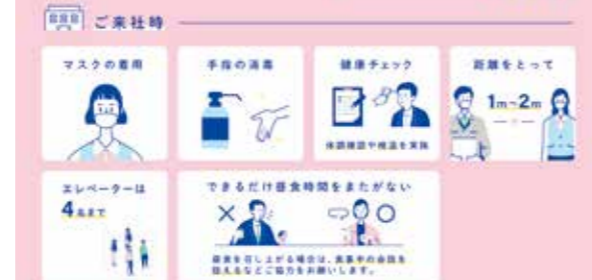 ご来社時
マスクの着用
手指の消毒
健康チェック
距離をとって
1m~2m
体調確認や検温を実施
エレベーターは
4名まで
できるだけ昼食時間をまたがない
昼食を召し上がる場合は、食事中の会話を
控えるなどご協力をお願いします。